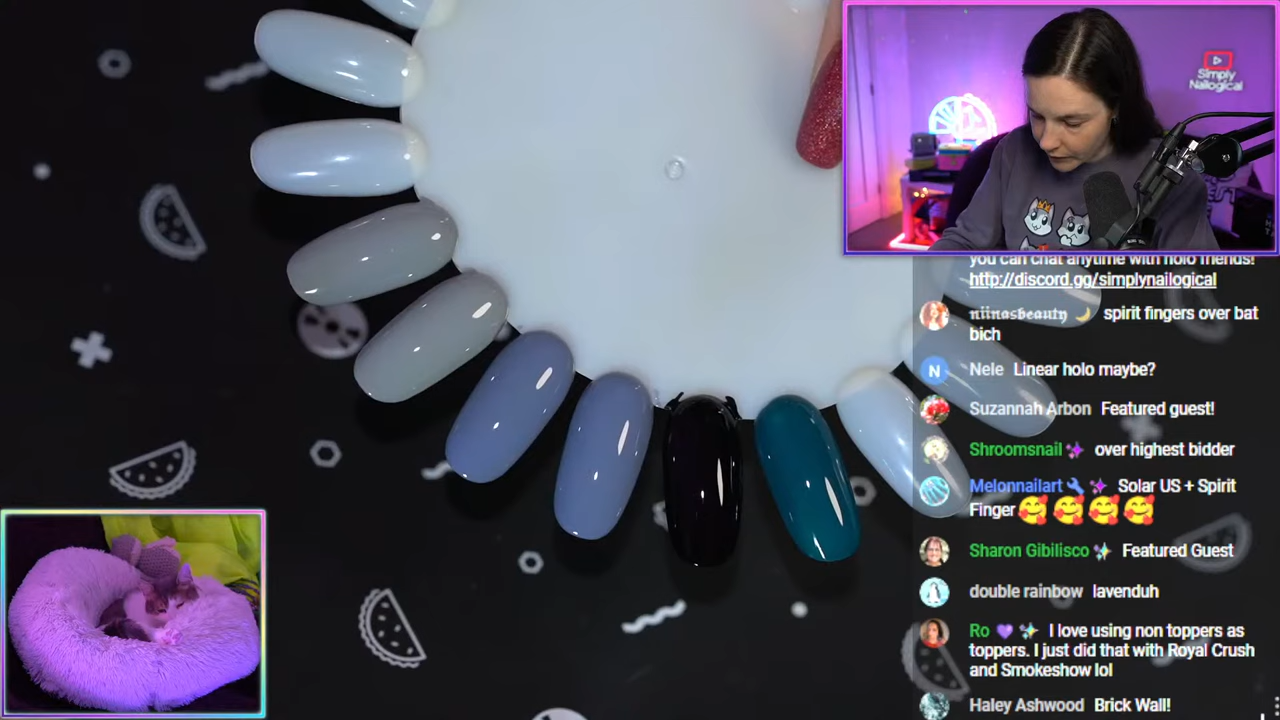 Simply
Nailogical
you can chat anytime with holo friends!
http://discord.gg/simplynailogical
niinasbeauty 🌙 spirit fingers over bat
bich
N Nele Linear holo maybe?
Suzannah Arbon Featured guest!
Shroomsnail over highest bidder
Melonnailart Solar US + Spirit
Finger🥰🥰🥰🥰
Sharon Gibilisco Featured Guest
double rainbow lavenduh
Ro 💜 I love using non toppers as
toppers. I just did that with Royal Crush
and Smokeshow lol
Haley Ashwood Brick Wall!